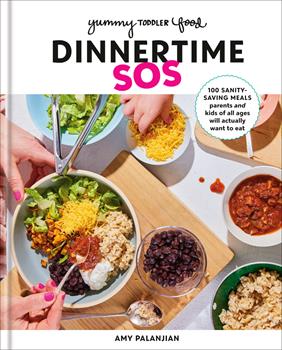 yummy TODDLER food
DINNERTIME
SOS
100 SANITY-
SAVING MEALS
parents and
kids of all ages
will actually
want to eat
AMY PALANJIAN